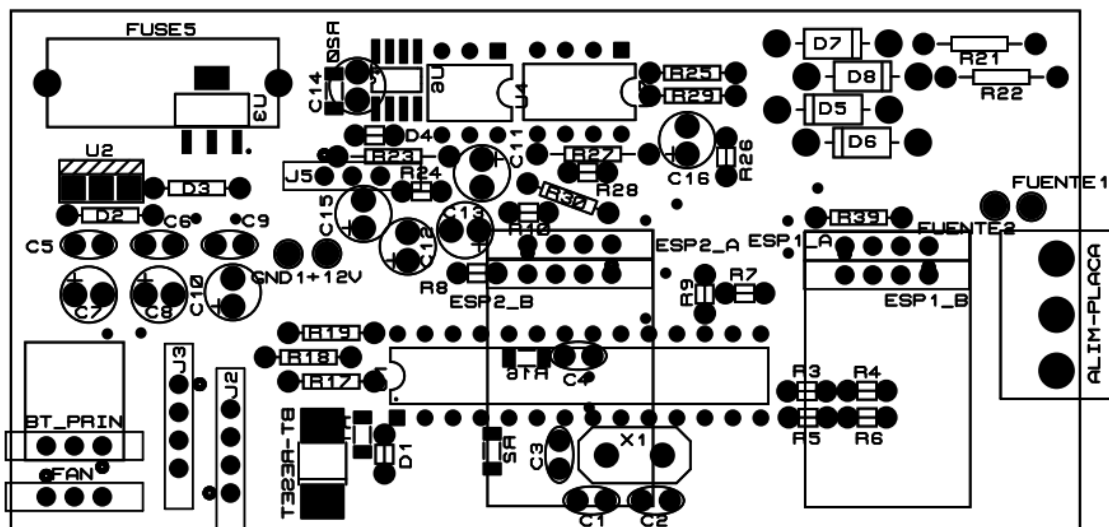 FUSE5
D7
R21
D8
R22
C14
U4
R25
R29
D5
D6
U3
D4
C11
R23
R27
R26
C16
U2
U5
R24
R28
D3
R30
FUENTE1
D2
C6
C9
C15
C13
R10
R39
FUENTE2
C5
C12
ESP2_A
ESP1_A
GND1
+12V
R8
ESP2_B
R9
R7
ESP1_B
C7
C8
C10
ALIM-PLACA
R19
J3
R18
C4
R17
J2
R3
R4
BT_PRIN
T323A-T8
D1
C3
X1
R5
R6
FAN
C1
C2